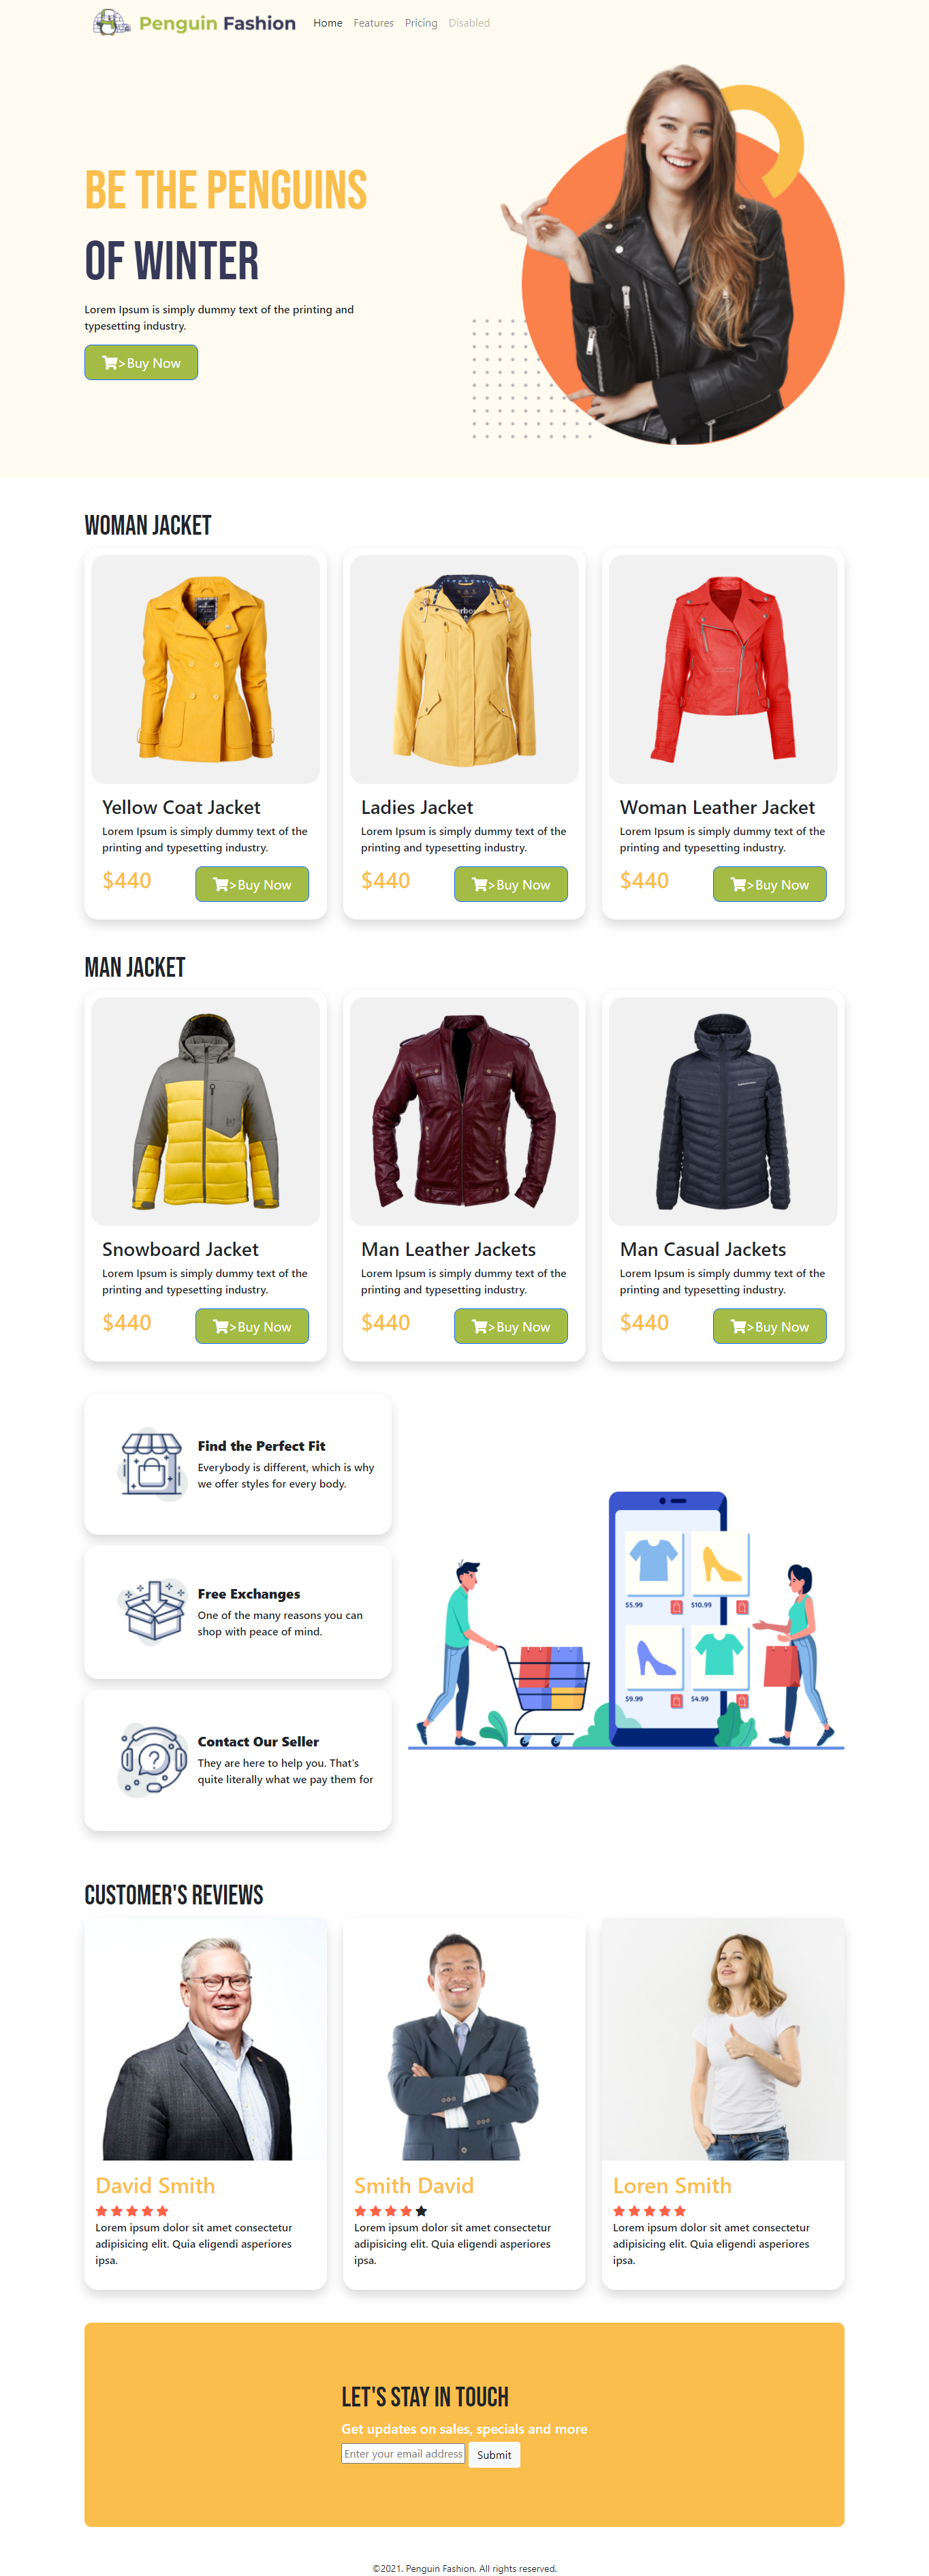 Penguin Fashion Home Features Pricing Disabled
BE THE PENGUINS
OF WINTER
Lorem Ipsum is simply dummy text of the printing and
typesetting industry.
>Buy Now
WOMAN JACKET
Yellow Coat Jacket
Lorem Ipsum is simply dummy text of the
printing and typesetting industry.
$440 >Buy Now
Ladies Jacket
Lorem Ipsum is simply dummy text of the
printing and typesetting industry.
$440 >Buy Now
Woman Leather Jacket
Lorem Ipsum is simply dummy text of the
printing and typesetting industry.
$440 >Buy Now
MAN JACKET
Snowboard Jacket
Lorem Ipsum is simply dummy text of the
printing and typesetting industry.
$440 >Buy Now
Man Leather Jackets
Lorem Ipsum is simply dummy text of the
printing and typesetting industry.
$440 >Buy Now
Man Casual Jackets
Lorem Ipsum is simply dummy text of the
printing and typesetting industry.
$440 >Buy Now
Find the Perfect Fit
Everybody is different, which is why
we offer styles for every body.
Free Exchanges
One of the many reasons you can
shop with peace of mind.
Contact Our Seller
They are here to help you. That's
quite literally what we pay them for
$5.99 $10.99
$9.99 $4.99
CUSTOMER'S REVIEWS
David Smith
Lorem ipsum dolor sit amet consectetur
adipisicing elit. Quia eligendi asperiores
ipsa.
Smith David
Lorem ipsum dolor sit amet consectetur
adipisicing elit. Quia eligendi asperiores
ipsa.
Loren Smith
Lorem ipsum dolor sit amet consectetur
adipisicing elit. Quia eligendi asperiores
ipsa.
LET'S STAY IN TOUCH
Get updates on sales, specials and more
Enter your email address Submit
©2021. Penguin Fashion. All rights reserved.